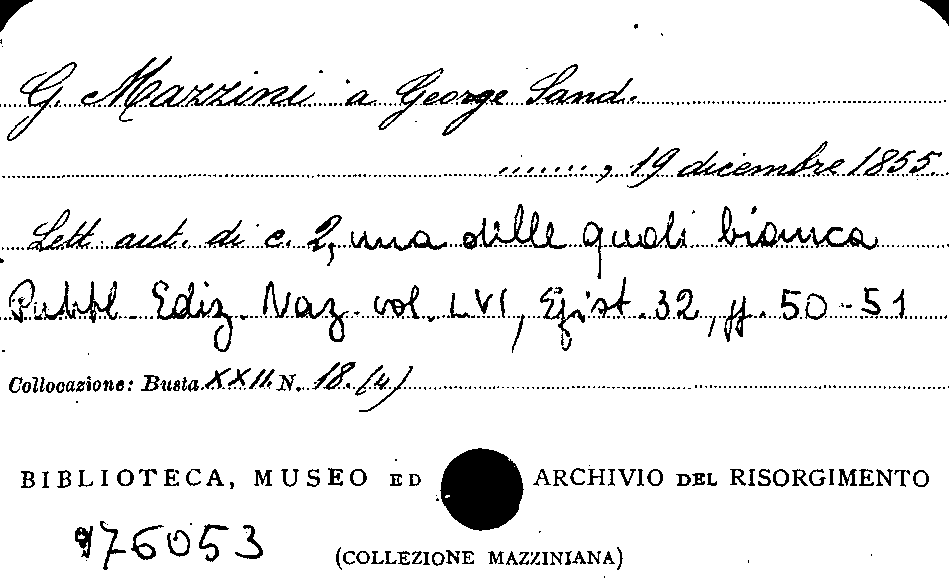 G. Mazzini a George Sand.
........, 19 dicembre 1855.
Lett. aut. di c. 2, una delle quali bianca
Pubbl. Ediz. Naz. vol. LVI, Epist. 32, pp. 50-51
Collocazione: Busta XXII. N. 18. (4)
BIBLIOTECA, MUSEO ED ARCHIVIO DEL RISORGIMENTO
976053
(COLLEZIONE MAZZINIANA)